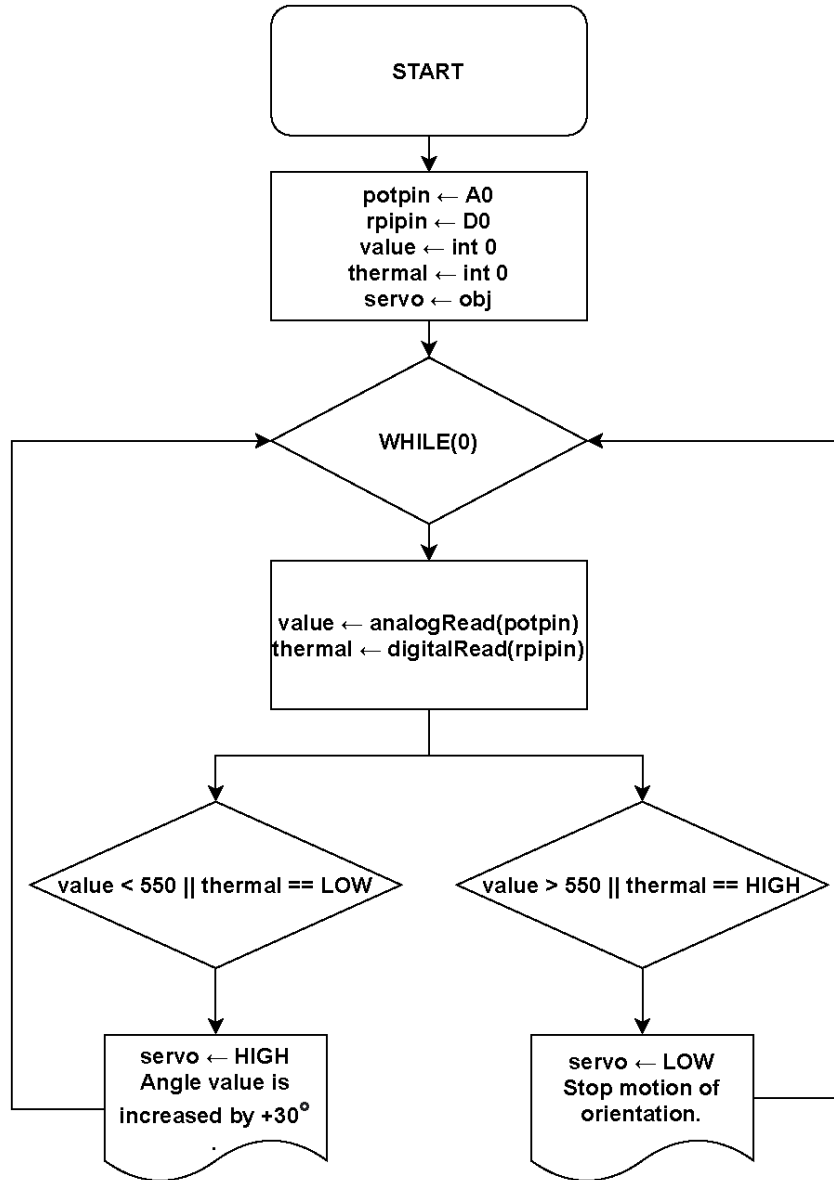 START
potpin ← A0
rpipin ← D0
value ← int 0
thermal ← int 0
servo ← obj
WHILE(0)
value ← analogRead(potpin)
thermal ← digitalRead(rpipin)
value < 550 || thermal == LOW
value > 550 || thermal == HIGH
servo ← HIGH
Angle value is
increased by +30°
.
servo ← LOW
Stop motion of
orientation.